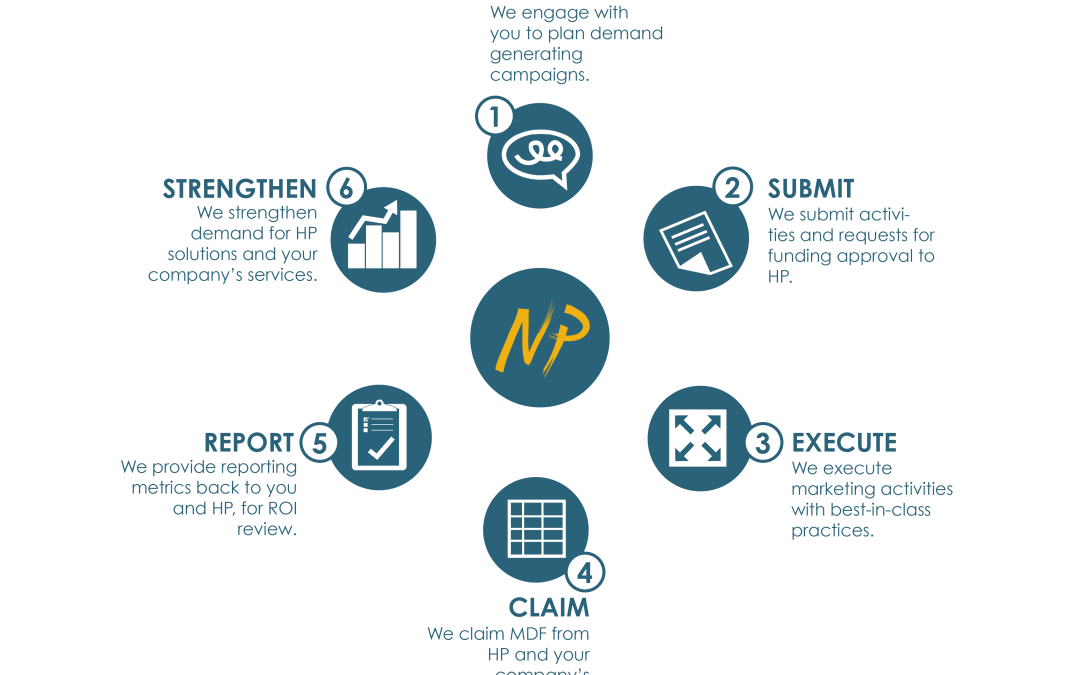 We engage with
you to plan demand
generating
campaigns.
1
2
SUBMIT
We submit activi-
ties and requests for
funding approval to
HP.
3
EXECUTE
We execute
marketing activities
with best-in-class
practices.
4
CLAIM
We claim MDF from
HP and your
company's
5
REPORT
We provide reporting
metrics back to you
and HP, for ROI
review.
6
STRENGTHEN
We strengthen
demand for HP
solutions and your
company’s services.
NP